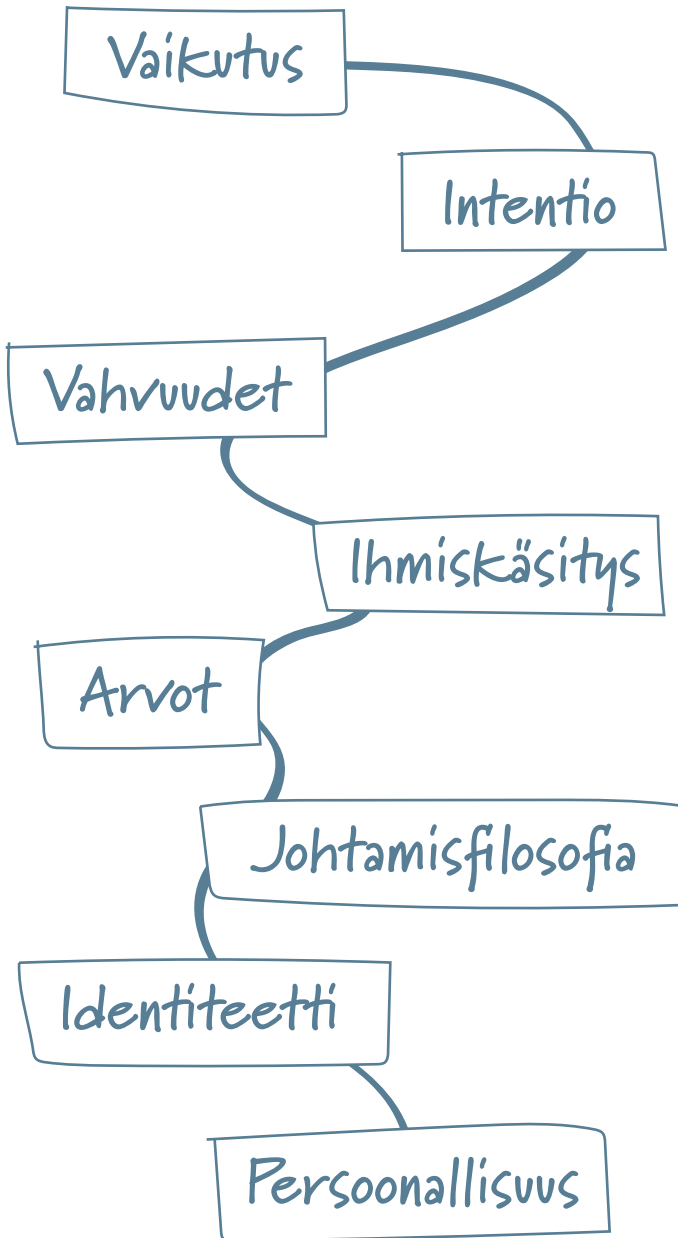 Vaikutus
Intentio
Vahvuudet
Ihmiskäsitys
Arvot
Johtamisfilosofia
Identiteetti
Persoonallisuus